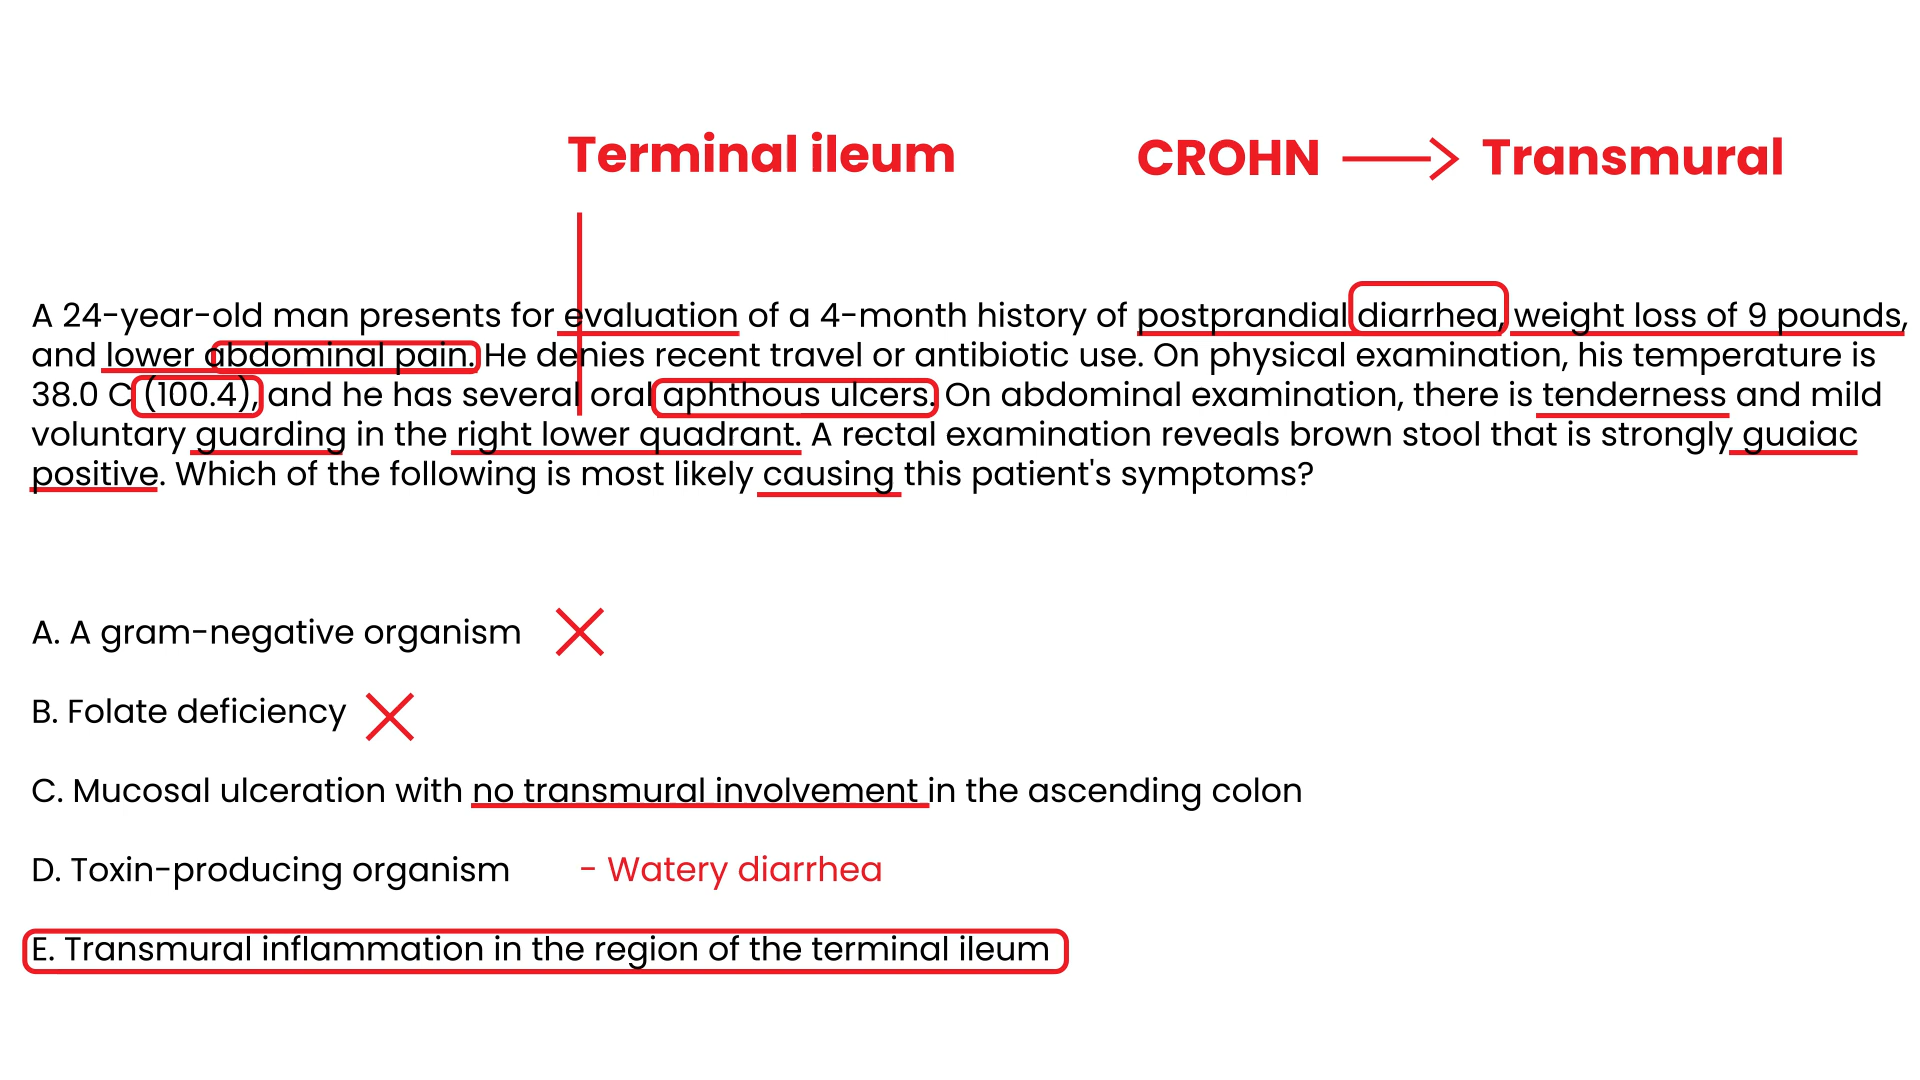 Terminal ileum
CROHN Transmural
A 24-year-old man presents for evaluation of a 4-month history of postprandial diarrhea, weight loss of 9 pounds,
and lower abdominal pain. He denies recent travel or antibiotic use. On physical examination, his temperature is
38.0 C (100.4), and he has several oral aphthous ulcers. On abdominal examination, there is tenderness and mild
voluntary guarding in the right lower quadrant. A rectal examination reveals brown stool that is strongly guaiac
positive. Which of the following is most likely causing this patient's symptoms?
A. A gram-negative organism
B. Folate deficiency
C. Mucosal ulceration with no transmural involvement in the ascending colon
D. Toxin-producing organism - Watery diarrhea
E. Transmural inflammation in the region of the terminal ileum